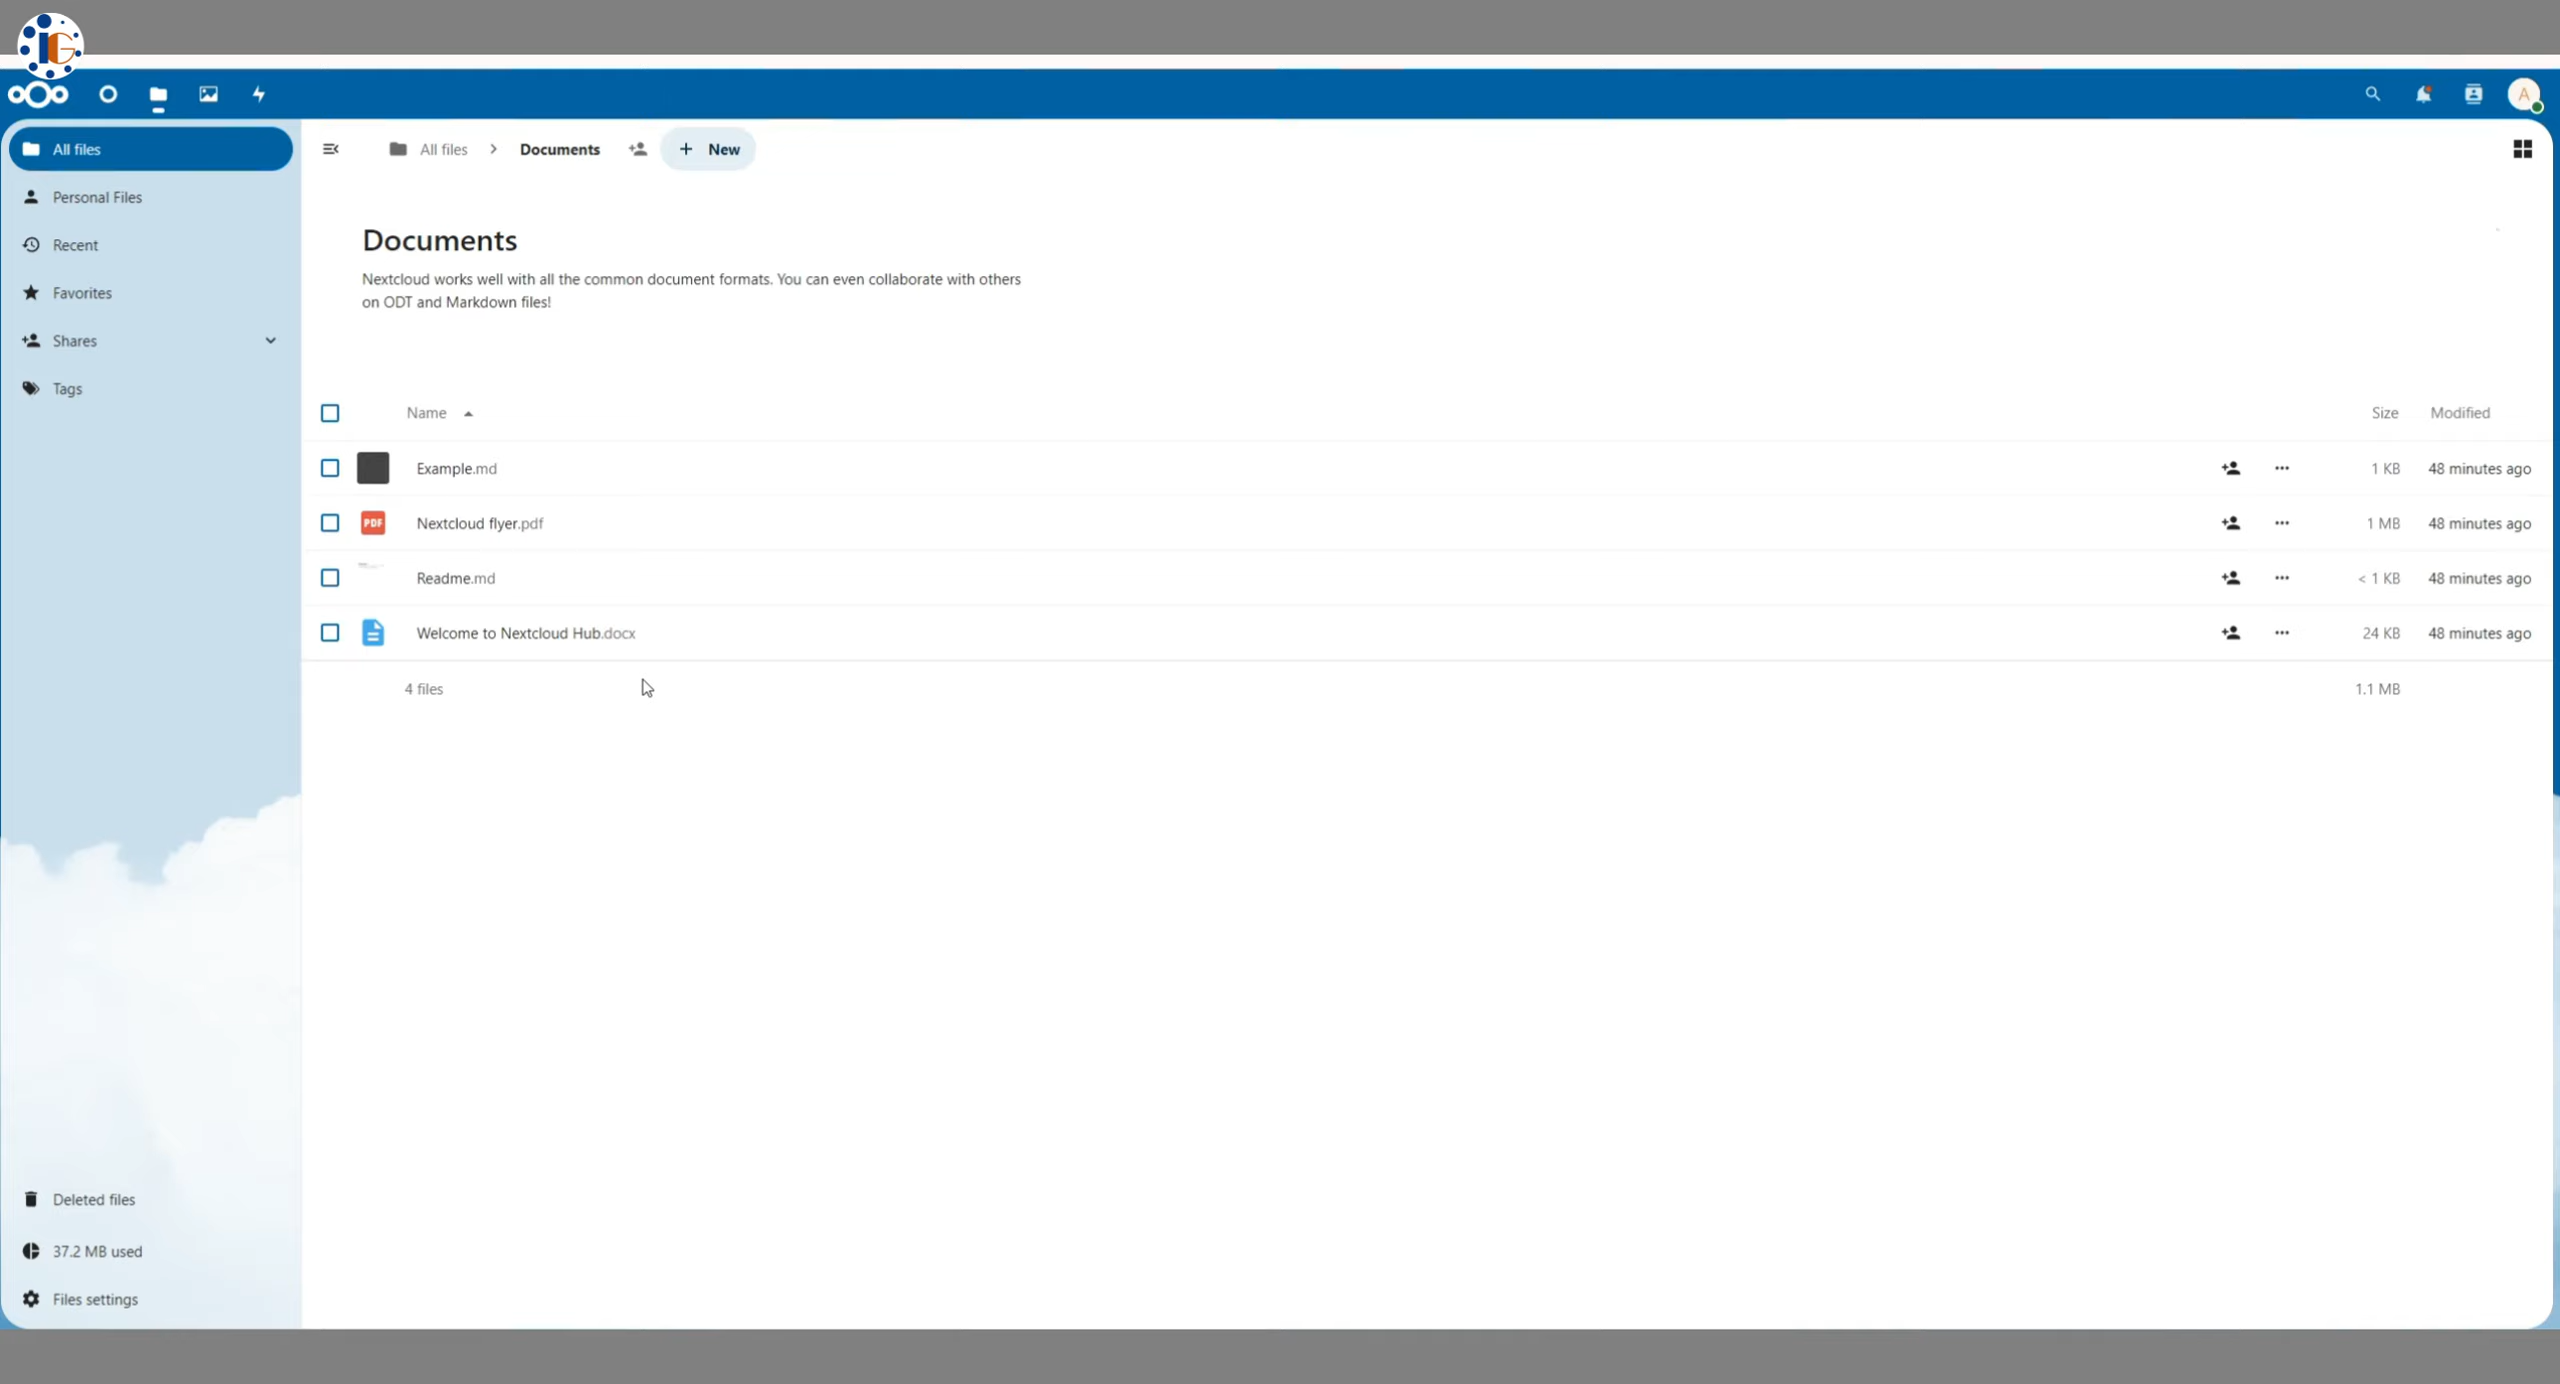 IG
A
All files
Personal Files
Recent
Favorites
Shares
Tags
All files > Documents + New
Documents
Nextcloud works well with all the common document formats. You can even collaborate with others
on ODT and Markdown files!
Name Size Modified
Example.md 1 KB 48 minutes ago
PDF Nextcloud flyer.pdf 1 MB 48 minutes ago
Readme.md < 1 KB 48 minutes ago
Welcome to Nextcloud Hub.docx 24 KB 48 minutes ago
4 files 1.1 MB
Deleted files
37.2 MB used
Files settings